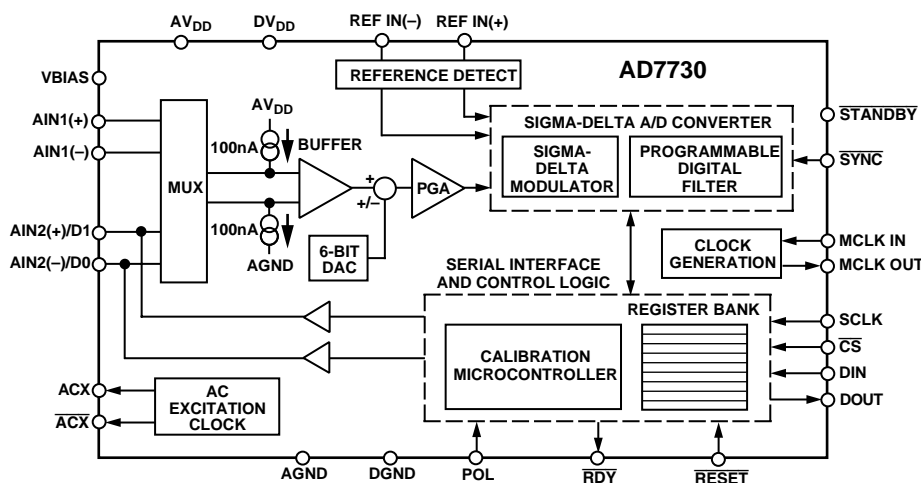 AVDD
DVDD
REF IN(–)
REF IN(+)
REFERENCE DETECT
AD7730
VBIAS
AIN1(+)
AIN1(–)
AIN2(+)/D1
AIN2(–)/D0
ACX
ACX
MUX
AVDD
100nA
BUFFER
100nA
AGND
+
+/–
6-BIT
DAC
PGA
SIGMA-DELTA A/D CONVERTER
SIGMA-
DELTA
MODULATOR
PROGRAMMABLE
DIGITAL
FILTER
STANDBY
SYNC
CLOCK
GENERATION
MCLK IN
MCLK OUT
SERIAL INTERFACE
AND CONTROL LOGIC
REGISTER BANK
CALIBRATION
MICROCONTROLLER
SCLK
CS
DIN
DOUT
AC
EXCITATION
CLOCK
AGND
DGND
POL
RDY
RESET